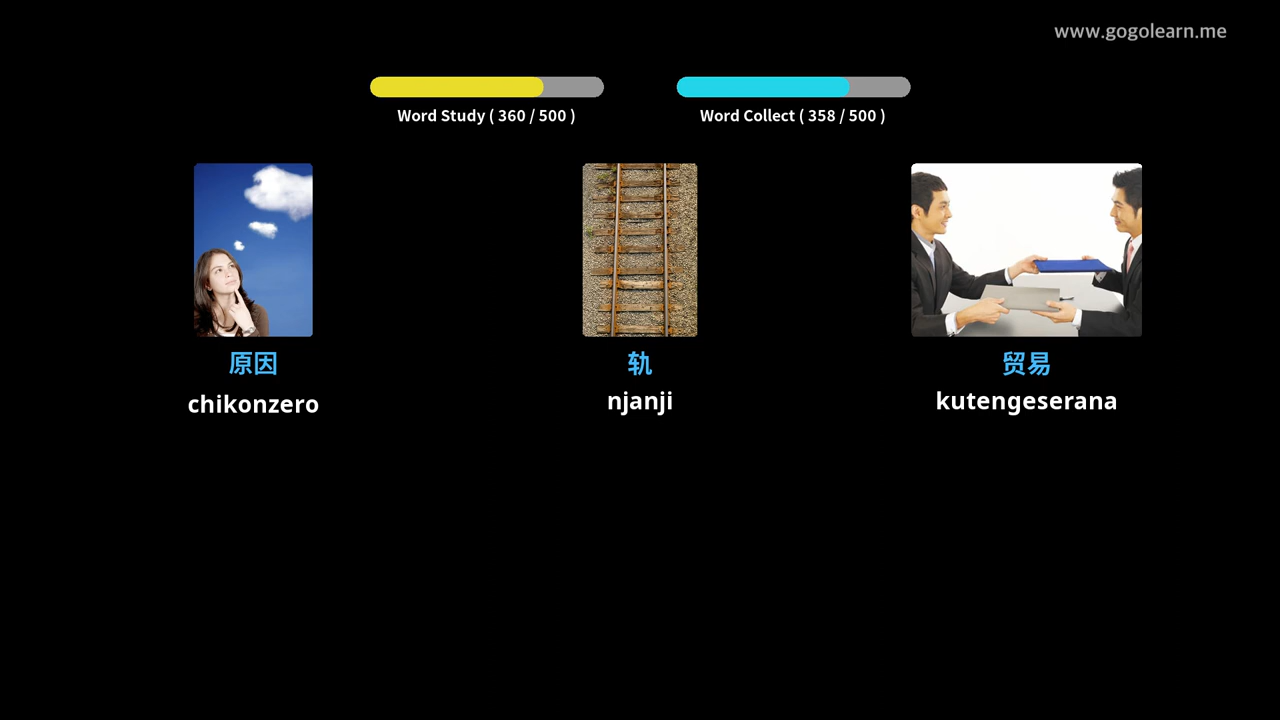 www.gogolearn.me
Word Study ( 360 / 500 )
Word Collect ( 358 / 500 )
原因
轨
贸易
chikonzero
njanji
kutengeserana